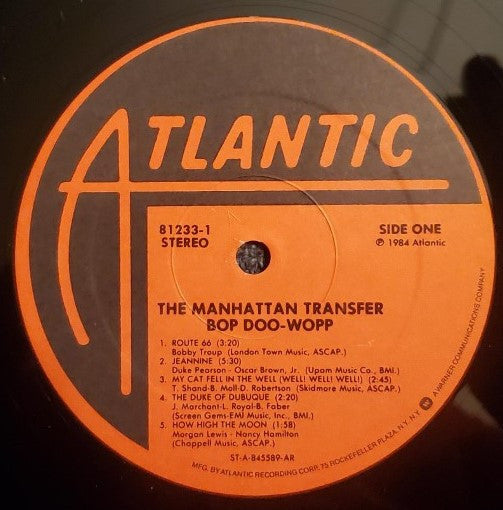 ATLANTIC
81233-1
STEREO
SIDE ONE
℗ 1984 Atlantic
THE MANHATTAN TRANSFER
BOP DOO-WOPP
1. ROUTE 66 (3:20)
Bobby Troup (London Town Music, ASCAP.)
2. JEANNINE (5:30)
Duke Pearson - Oscar Brown, Jr. (Upam Music Co., BMI.)
3. MY CAT FELL IN THE WELL (WELL! WELL! WELL!) (2:45)
T. Shand-B. Moll-D. Robertson (Skidmore Music, ASCAP.)
4. THE DUKE OF DUBUQUE (2:20)
J. Marchant-L. Royal-B. Faber
(Screen Gems-EMI Music Inc., BMI.)
5. HOW HIGH THE MOON (1:58)
Morgan Lewis - Nancy Hamilton
(Chappell Music, ASCAP.)
ST-A-845589-AR
MFG. BY ATLANTIC RECORDING CORP. 75 ROCKEFELLER PLAZA, N.Y. N.Y.
A WARNER COMMUNICATIONS COMPANY